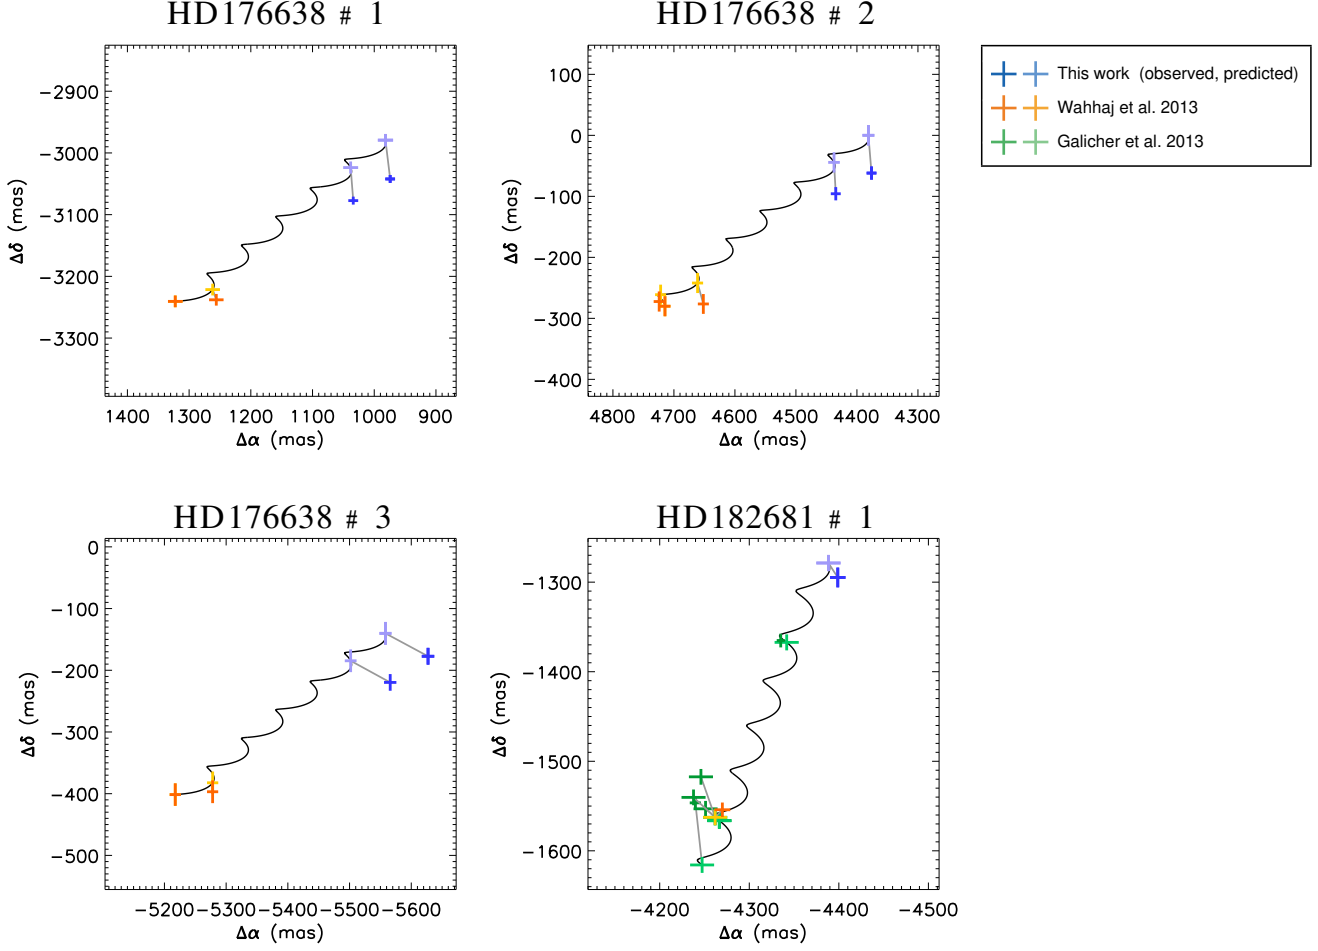 HD176638 # 1
HD176638 # 2
−2900
−3000
−3100
−3200
−3300
Δδ (mas)
1400 1300 1200 1100 1000 900
Δα (mas)
100
0
−100
−200
−300
−400
Δδ (mas)
4800 4700 4600 4500 4400 4300
Δα (mas)
This work (observed, predicted)
Wahhaj et al. 2013
Galicher et al. 2013
HD176638 # 3
HD182681 # 1
0
−100
−200
−300
−400
−500
Δδ (mas)
−5200−5300−5400−5500−5600
Δα (mas)
−1300
−1400
−1500
−1600
Δδ (mas)
−4200 −4300 −4400 −4500
Δα (mas)